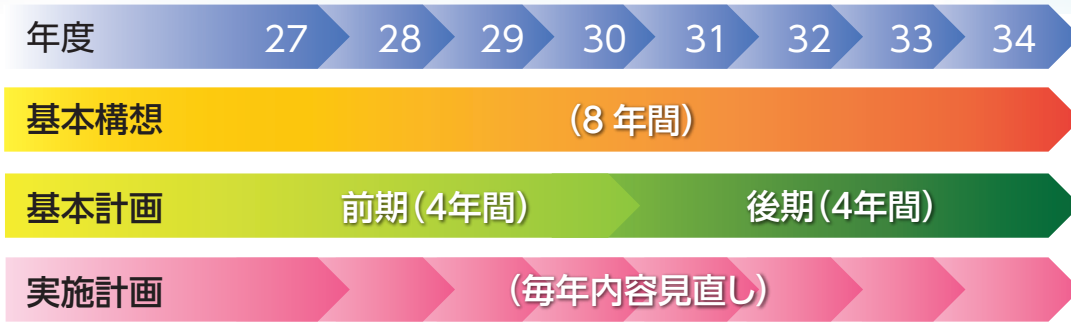 年度 27 28 29 30 31 32 33 34
基本構想 (8 年間)
基本計画 前期(4年間) 後期(4年間)
実施計画 (毎年内容見直し)